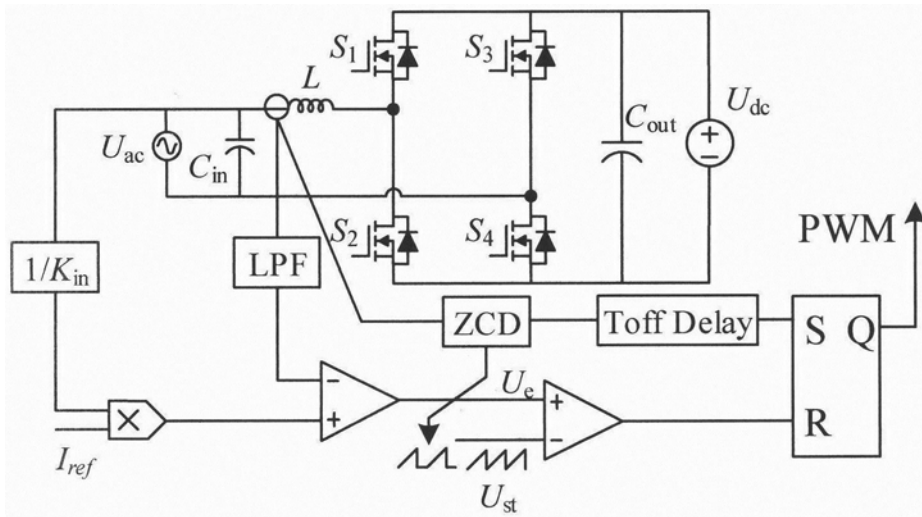 S1
S3
L
Uac
Cin
Cout
Udc
+
−
S2
S4
PWM
1/Kin
LPF
ZCD
Toff Delay
S Q
−
+
Ue
+
−
R
×
Iref
Ust